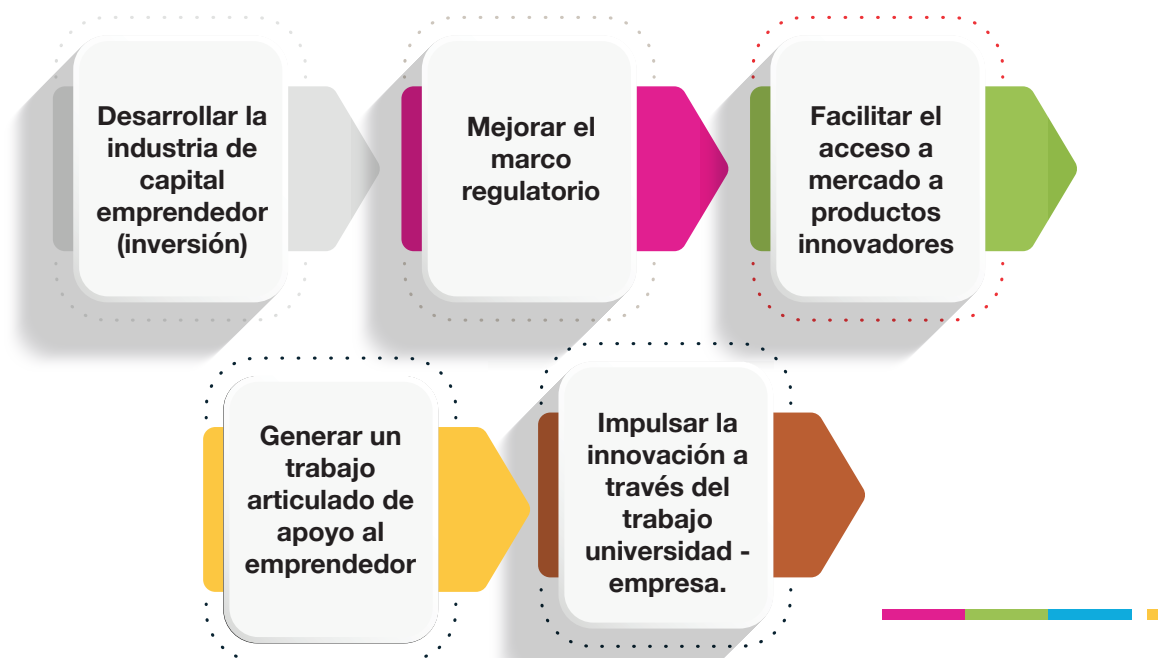 Desarrollar la
industria de
capital
emprendedor
(inversión)
Mejorar el
marco
regulatorio
Facilitar el
acceso a
mercado a
productos
innovadores
Generar un
trabajo
articulado de
apoyo al
emprendedor
Impulsar la
innovación a
través del
trabajo
universidad -
empresa.